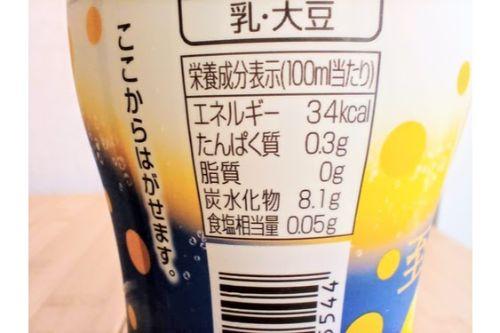 乳・大豆
栄養成分表示(100ml当たり)
エネルギー 34kcal
たんぱく質 0.3g
脂質 0g
炭水化物 8.1g
食塩相当量 0.05g
ここからはがせます。
5544